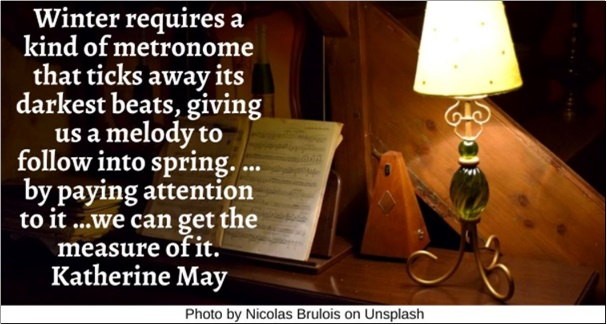 Winter requires a
kind of metronome
that ticks away its
darkest beats, giving
us a melody to
follow into spring. ...
by paying attention
to it ...we can get the
measure of it.
Katherine May
Photo by Nicolas Brulois on Unsplash